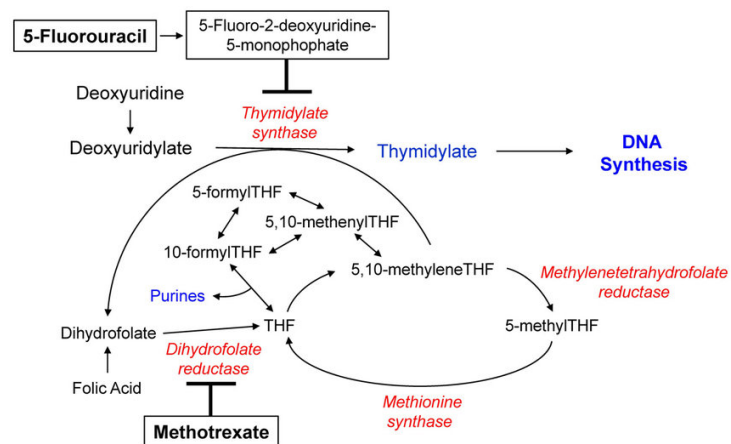 5-Fluorouracil
5-Fluoro-2-deoxyuridine-
5-monophophate
Deoxyuridine
Thymidylate
synthase
Deoxyuridylate
Thymidylate
DNA
Synthesis
5-formylTHF
5,10-methenylTHF
10-formylTHF
5,10-methyleneTHF
Methylenetetrahydrofolate
reductase
Purines
Dihydrofolate
THF
5-methylTHF
Dihydrofolate
reductase
Folic Acid
Methionine
synthase
Methotrexate